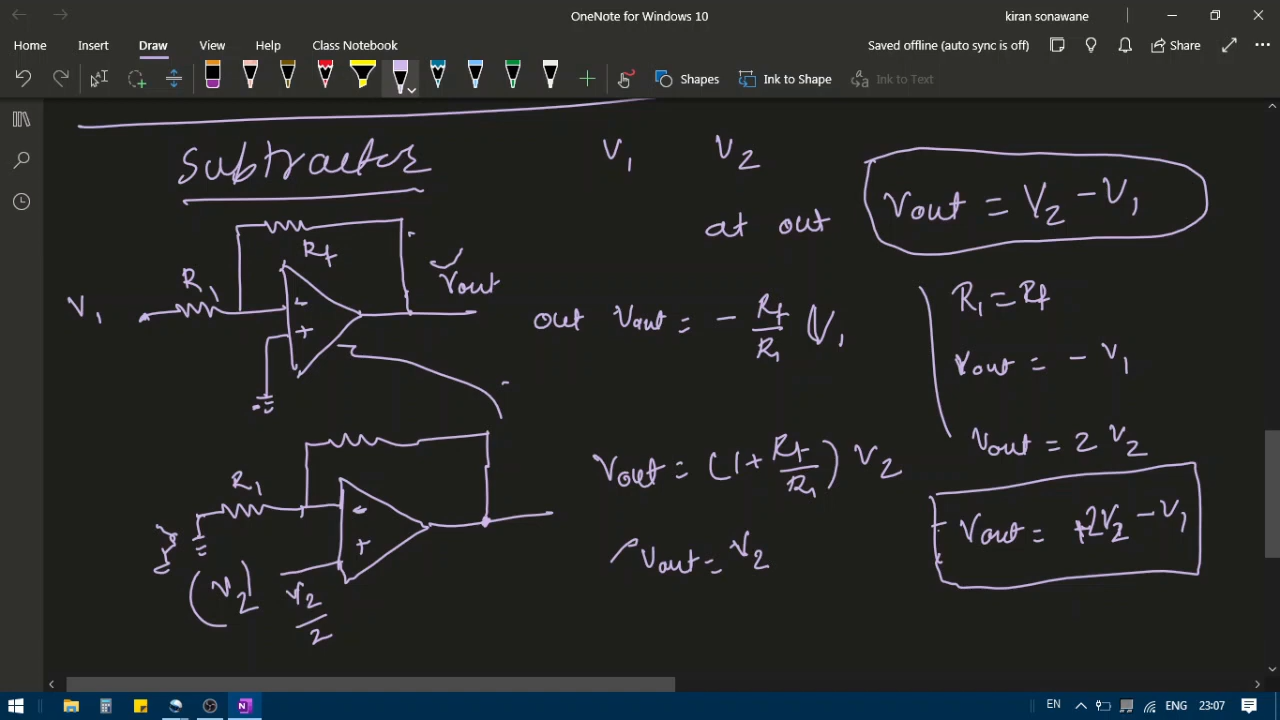 OneNote for Windows 10
kiran sonawane
Home Insert Draw View Help Class Notebook
Saved offline (auto sync is off)
Share
Shapes
Ink to Shape
Ink to Text
subtractor
V1 V2
Vout = V2 - V1
at out
Rf
R1
V1
Vout
-
+
out Vout = - Rf/R1 V1
R1 = Rf
Vout = - V1
Vout = 2 V2
R1
-
+
Vout = (1 + Rf/R1) V2
Vout = +2V2 - V1
Vout = V2
(V2)
V2/2
EN
ENG
23:07